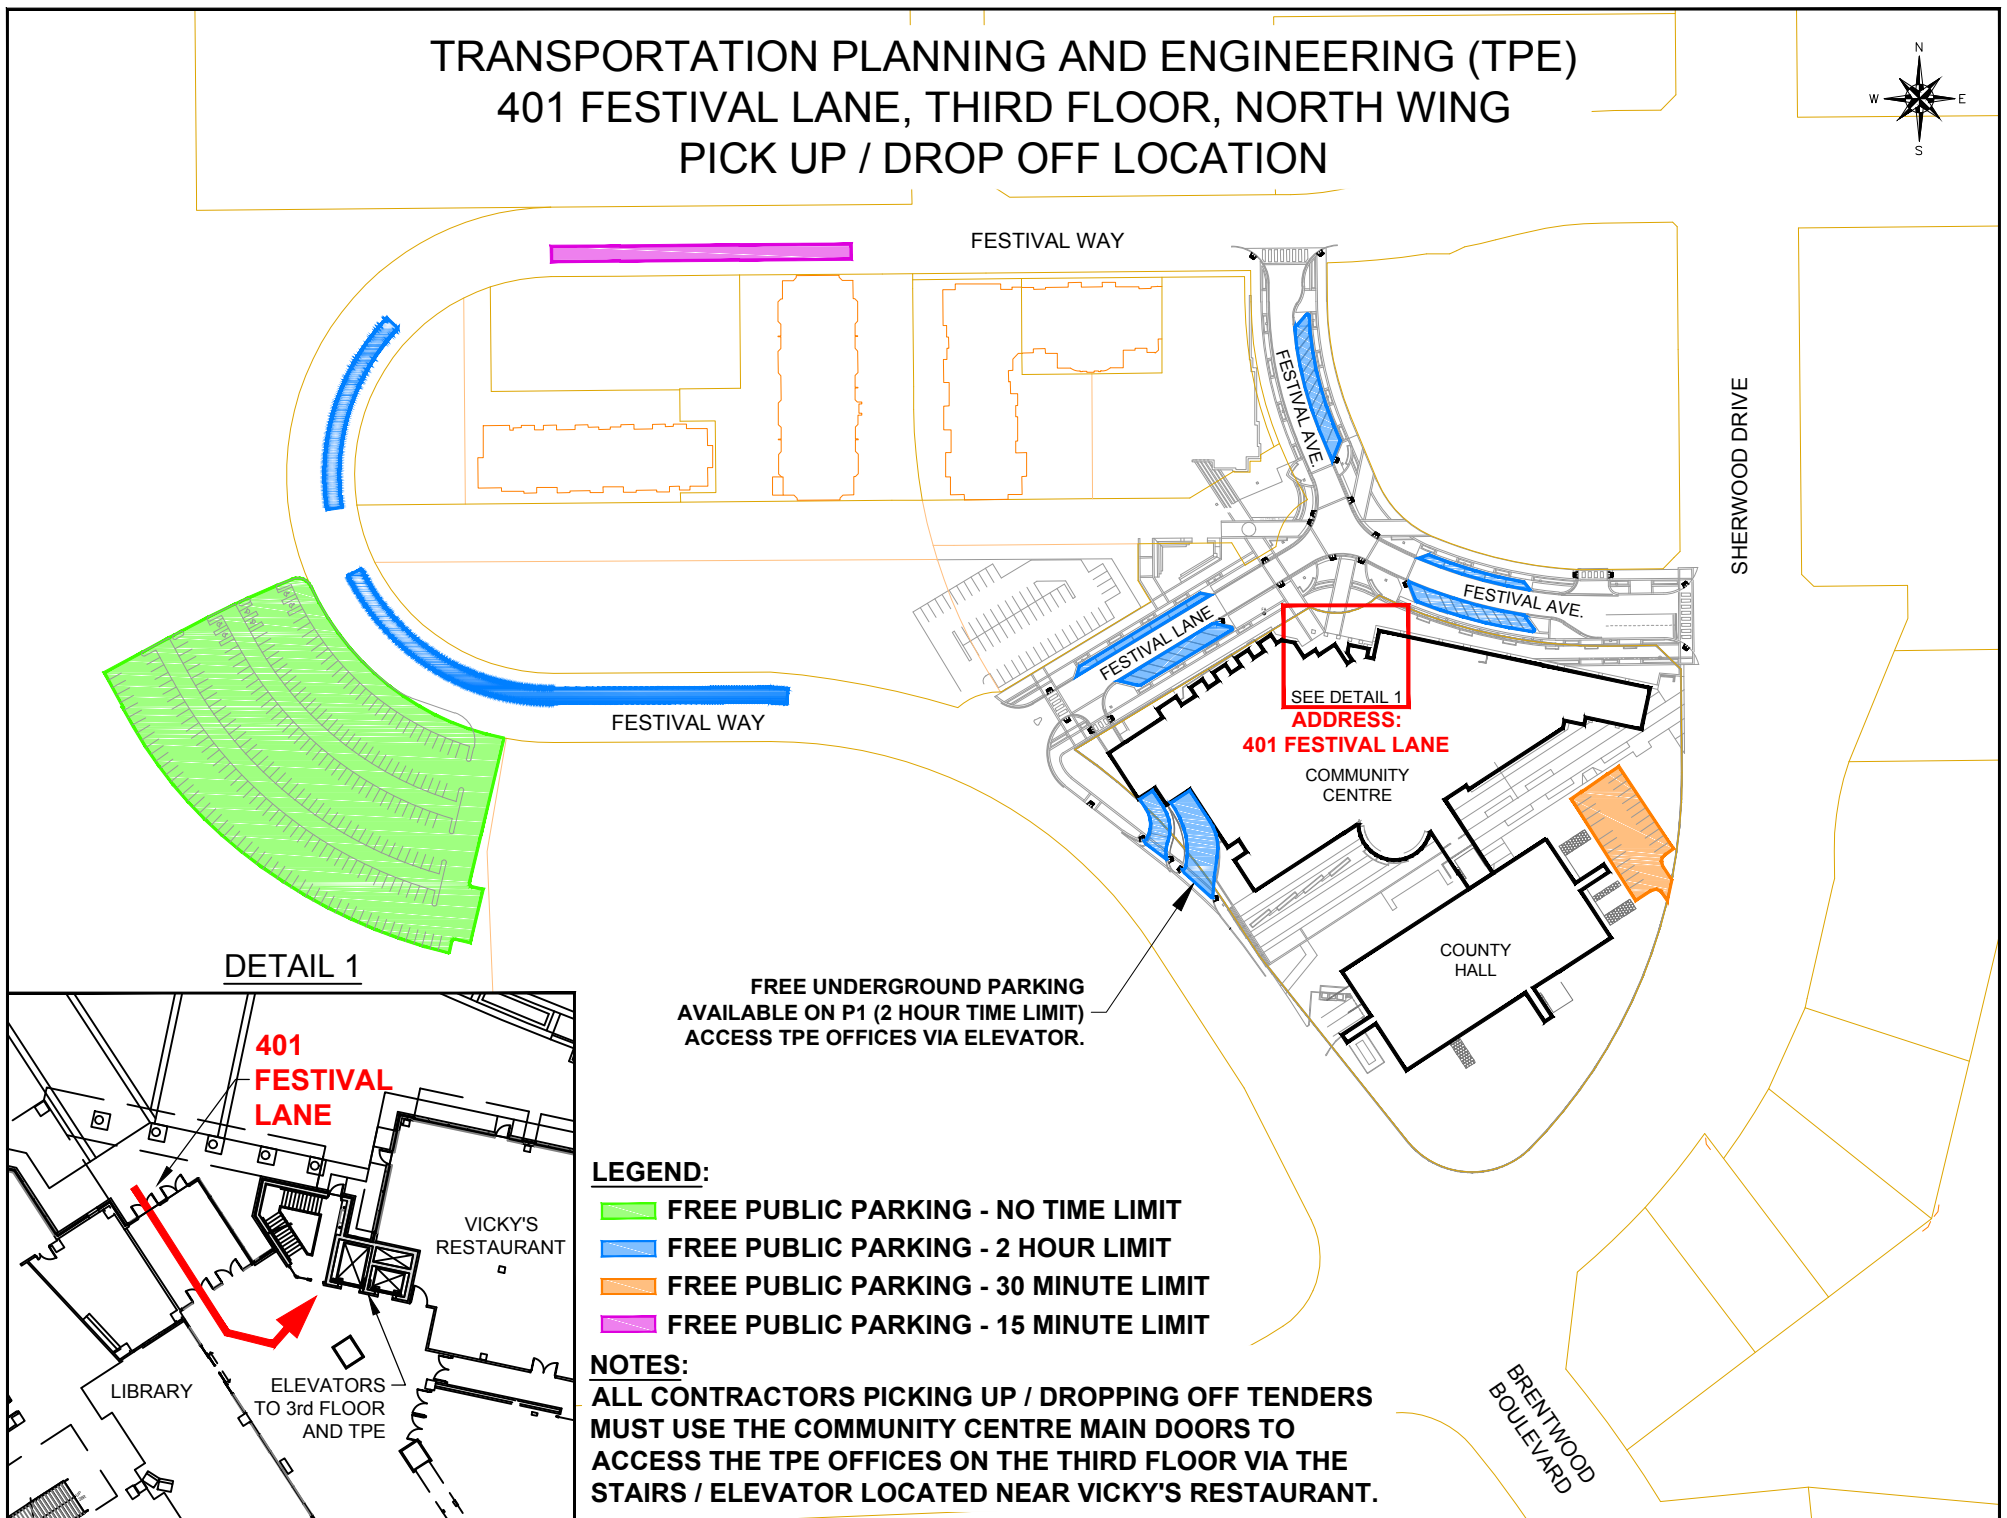 TRANSPORTATION PLANNING AND ENGINEERING (TPE)
401 FESTIVAL LANE, THIRD FLOOR, NORTH WING
PICK UP / DROP OFF LOCATION
N
W
E
S
FESTIVAL WAY
FESTIVAL AVE.
SHERWOOD DRIVE
FESTIVAL AVE.
FESTIVAL LANE
FESTIVAL WAY
SEE DETAIL 1
ADDRESS:
401 FESTIVAL LANE
COMMUNITY
CENTRE
COUNTY
HALL
FREE UNDERGROUND PARKING
AVAILABLE ON P1 (2 HOUR TIME LIMIT)
ACCESS TPE OFFICES VIA ELEVATOR.
DETAIL 1
401
FESTIVAL
LANE
VICKY'S
RESTAURANT
LIBRARY
ELEVATORS
TO 3rd FLOOR
AND TPE
LEGEND:
FREE PUBLIC PARKING - NO TIME LIMIT
FREE PUBLIC PARKING - 2 HOUR LIMIT
FREE PUBLIC PARKING - 30 MINUTE LIMIT
FREE PUBLIC PARKING - 15 MINUTE LIMIT
NOTES:
ALL CONTRACTORS PICKING UP / DROPPING OFF TENDERS
MUST USE THE COMMUNITY CENTRE MAIN DOORS TO
ACCESS THE TPE OFFICES ON THE THIRD FLOOR VIA THE
STAIRS / ELEVATOR LOCATED NEAR VICKY'S RESTAURANT.
BRENTWOOD
BOULEVARD